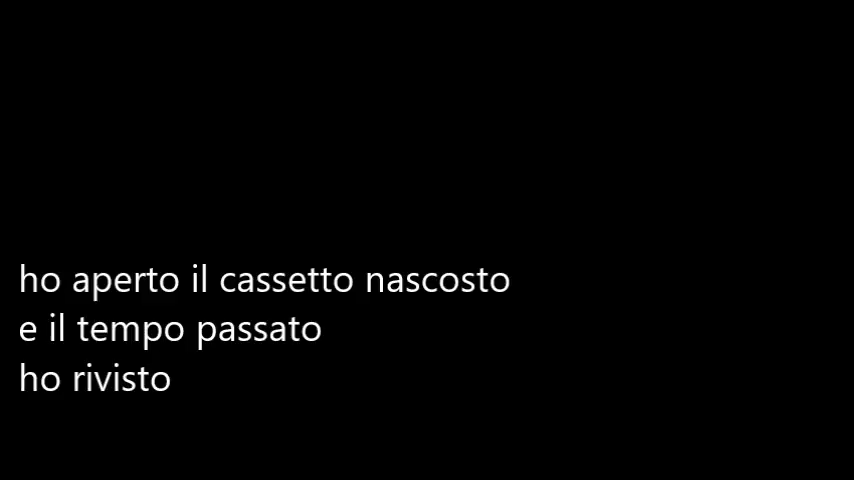 ho aperto il cassetto nascosto
e il tempo passato
ho rivisto